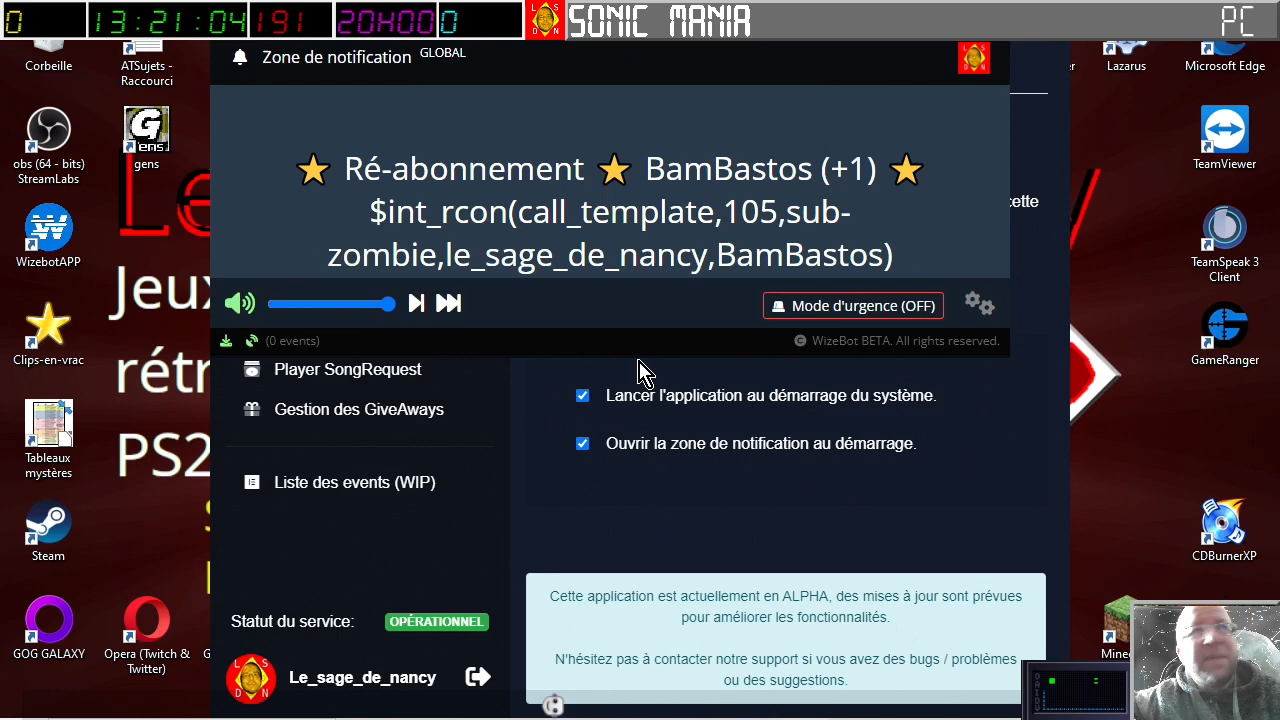 0
13:21:04
191
20H00
0
SONIC MANIA
PC
Zone de notification GLOBAL
Corbeille
ATSujets - Raccourci
Lazarus
Microsoft Edge
⭐ Ré-abonnement ⭐ BamBastos (+1) ⭐
$int_rcon(call_template,105,sub-
zombie,le_sage_de_nancy,BamBastos)
obs (64 - bits) StreamLabs
gens
cette
TeamViewer
WizebotAPP
Jeux
TeamSpeak 3 Client
Mode d'urgence (OFF)
(0 events)
WizeBot BETA. All rights reserved.
Clips-en-vrac
rétr
GameRanger
Player SongRequest
Lancer l'application au démarrage du système.
Gestion des GiveAways
Ouvrir la zone de notification au démarrage.
Tableaux mystères
PS2
Liste des events (WIP)
Steam
CDBurnerXP
Cette application est actuellement en ALPHA, des mises à jour sont prévues
pour améliorer les fonctionnalités.
Statut du service: OPÉRATIONNEL
N'hésitez pas à contacter notre support si vous avez des bugs / problèmes
ou des suggestions.
GOG GALAXY
Opera (Twitch & Twitter)
Le_sage_de_nancy